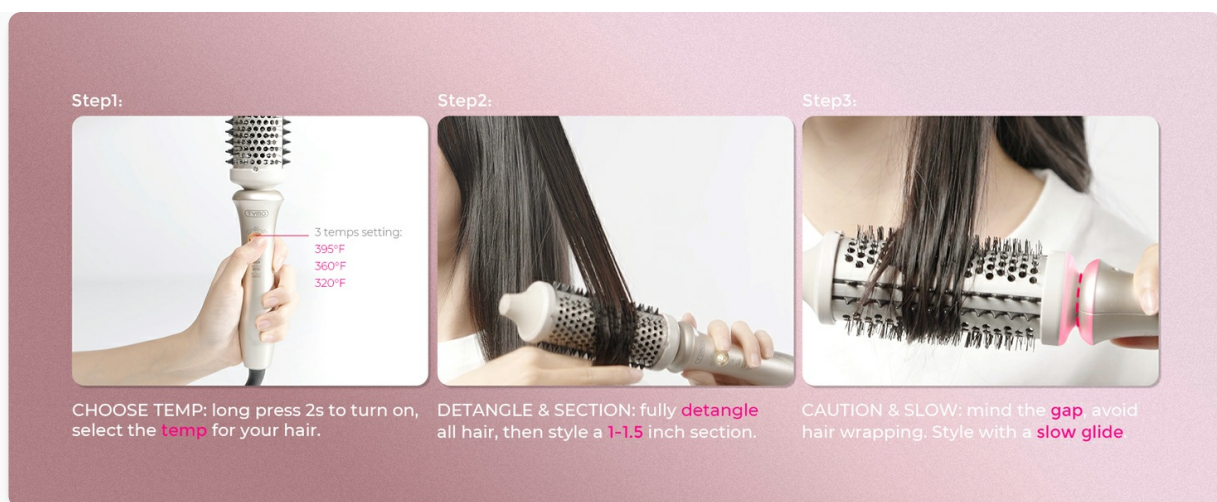 Step1:
Step2:
Step3:
TYMO
3 temps setting:
395°F
360°F
320°F
CHOOSE TEMP: long press 2s to turn on,
select the temp for your hair.
DETANGLE & SECTION: fully detangle
all hair, then style a 1-1.5 inch section.
CAUTION & SLOW: mind the gap, avoid
hair wrapping. Style with a slow glide.